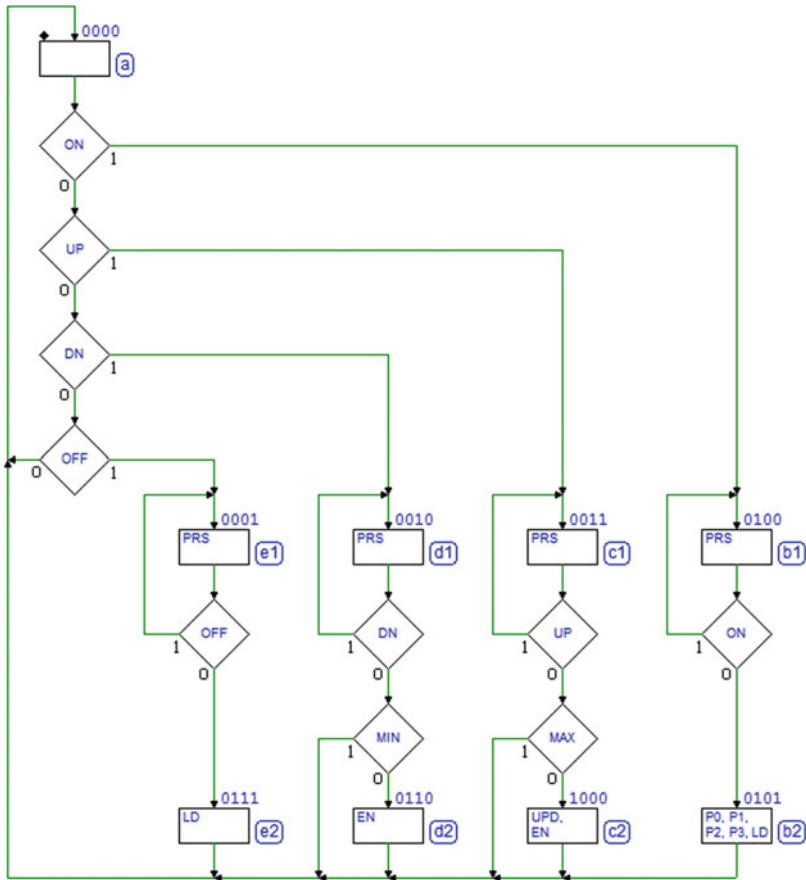 0000
a
ON
1
0
UP
1
0
DN
1
0
OFF
0
1
0001
0010
0011
0100
PRS
PRS
PRS
PRS
e1
d1
c1
b1
OFF
DN
UP
ON
1
0
1
0
1
0
1
0
MIN
MAX
1
0
1
0
0111
0110
1000
0101
LD
e2
EN
d2
UPD,
EN
c2
P0, P1,
P2, P3, LD
b2